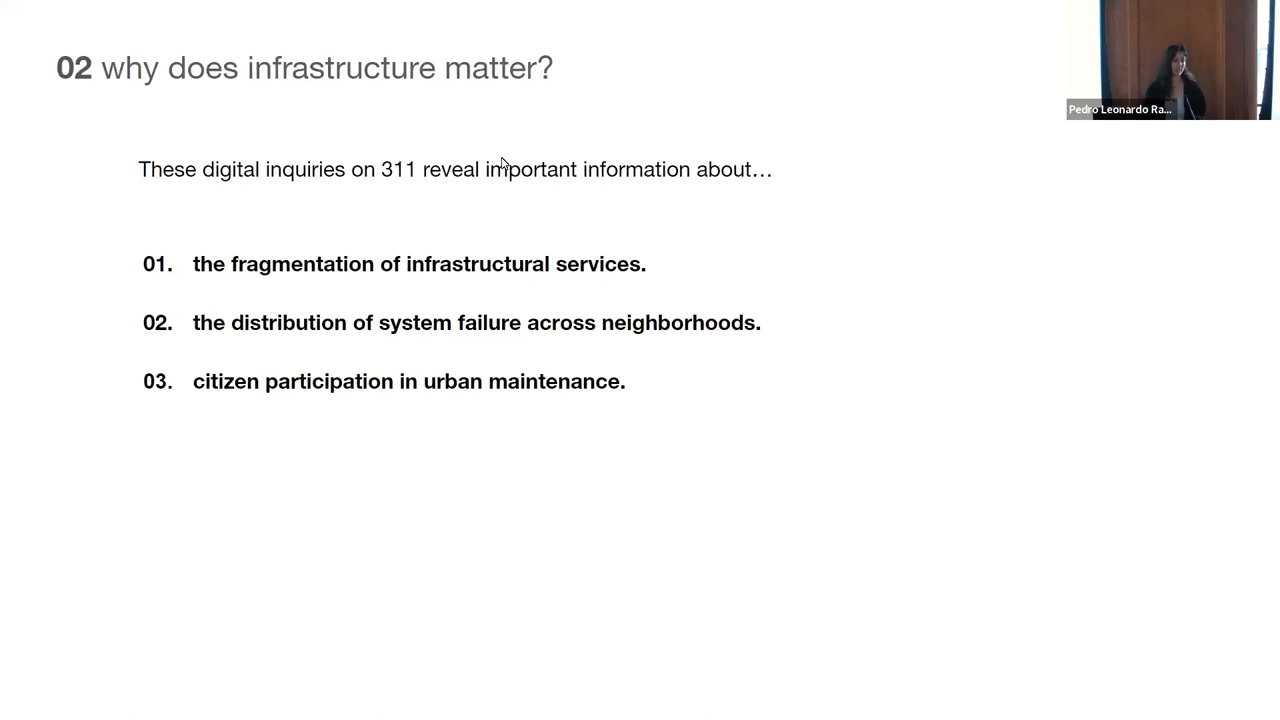 02 why does infrastructure matter?
Pedro Leonardo Ra...
These digital inquiries on 311 reveal important information about…
01. the fragmentation of infrastructural services.
02. the distribution of system failure across neighborhoods.
03. citizen participation in urban maintenance.